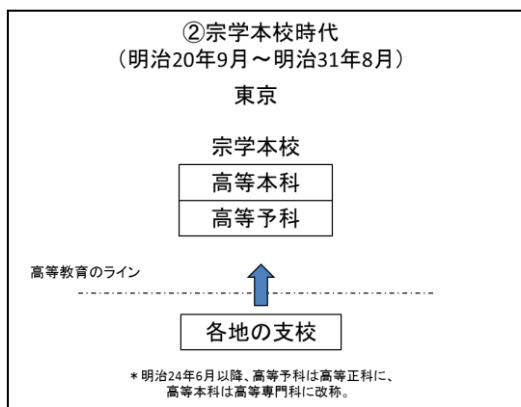 ②宗学本校時代
（明治20年9月～明治31年8月）
東京
宗学本校
高等本科
高等予科
高等教育のライン
各地の支校
＊明治24年6月以降、高等予科は高等正科に、
高等本科は高等専門科に改称。